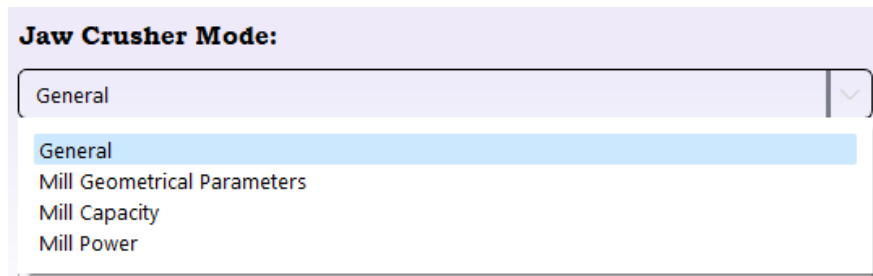 Jaw Crusher Mode:
General
General
Mill Geometrical Parameters
Mill Capacity
Mill Power